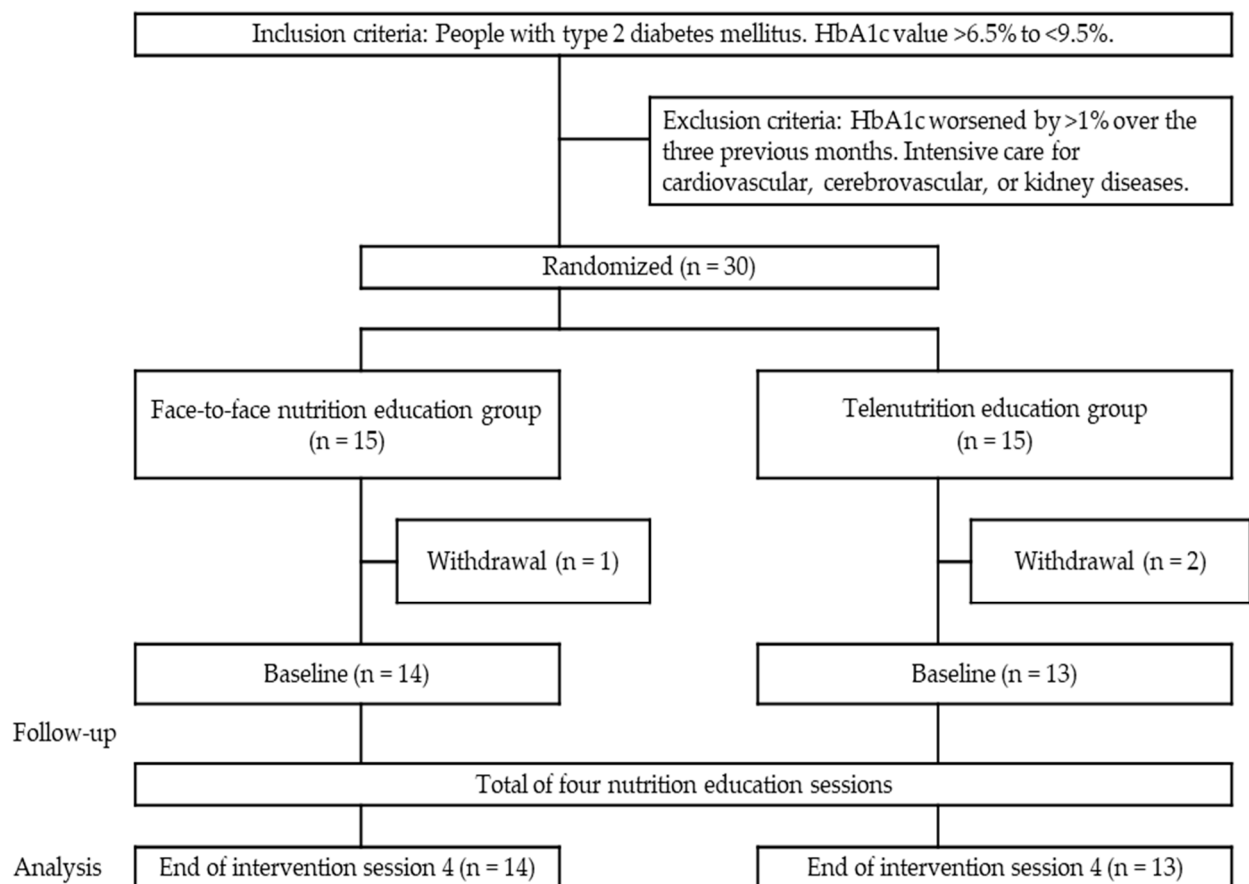 Inclusion criteria: People with type 2 diabetes mellitus. HbA1c value >6.5% to <9.5%.
Exclusion criteria: HbA1c worsened by >1% over the
three previous months. Intensive care for
cardiovascular, cerebrovascular, or kidney diseases.
Randomized (n = 30)
Face-to-face nutrition education group
(n = 15)
Telenutrition education group
(n = 15)
Withdrawal (n = 1)
Withdrawal (n = 2)
Baseline (n = 14)
Baseline (n = 13)
Follow-up
Total of four nutrition education sessions
Analysis
End of intervention session 4 (n = 14)
End of intervention session 4 (n = 13)